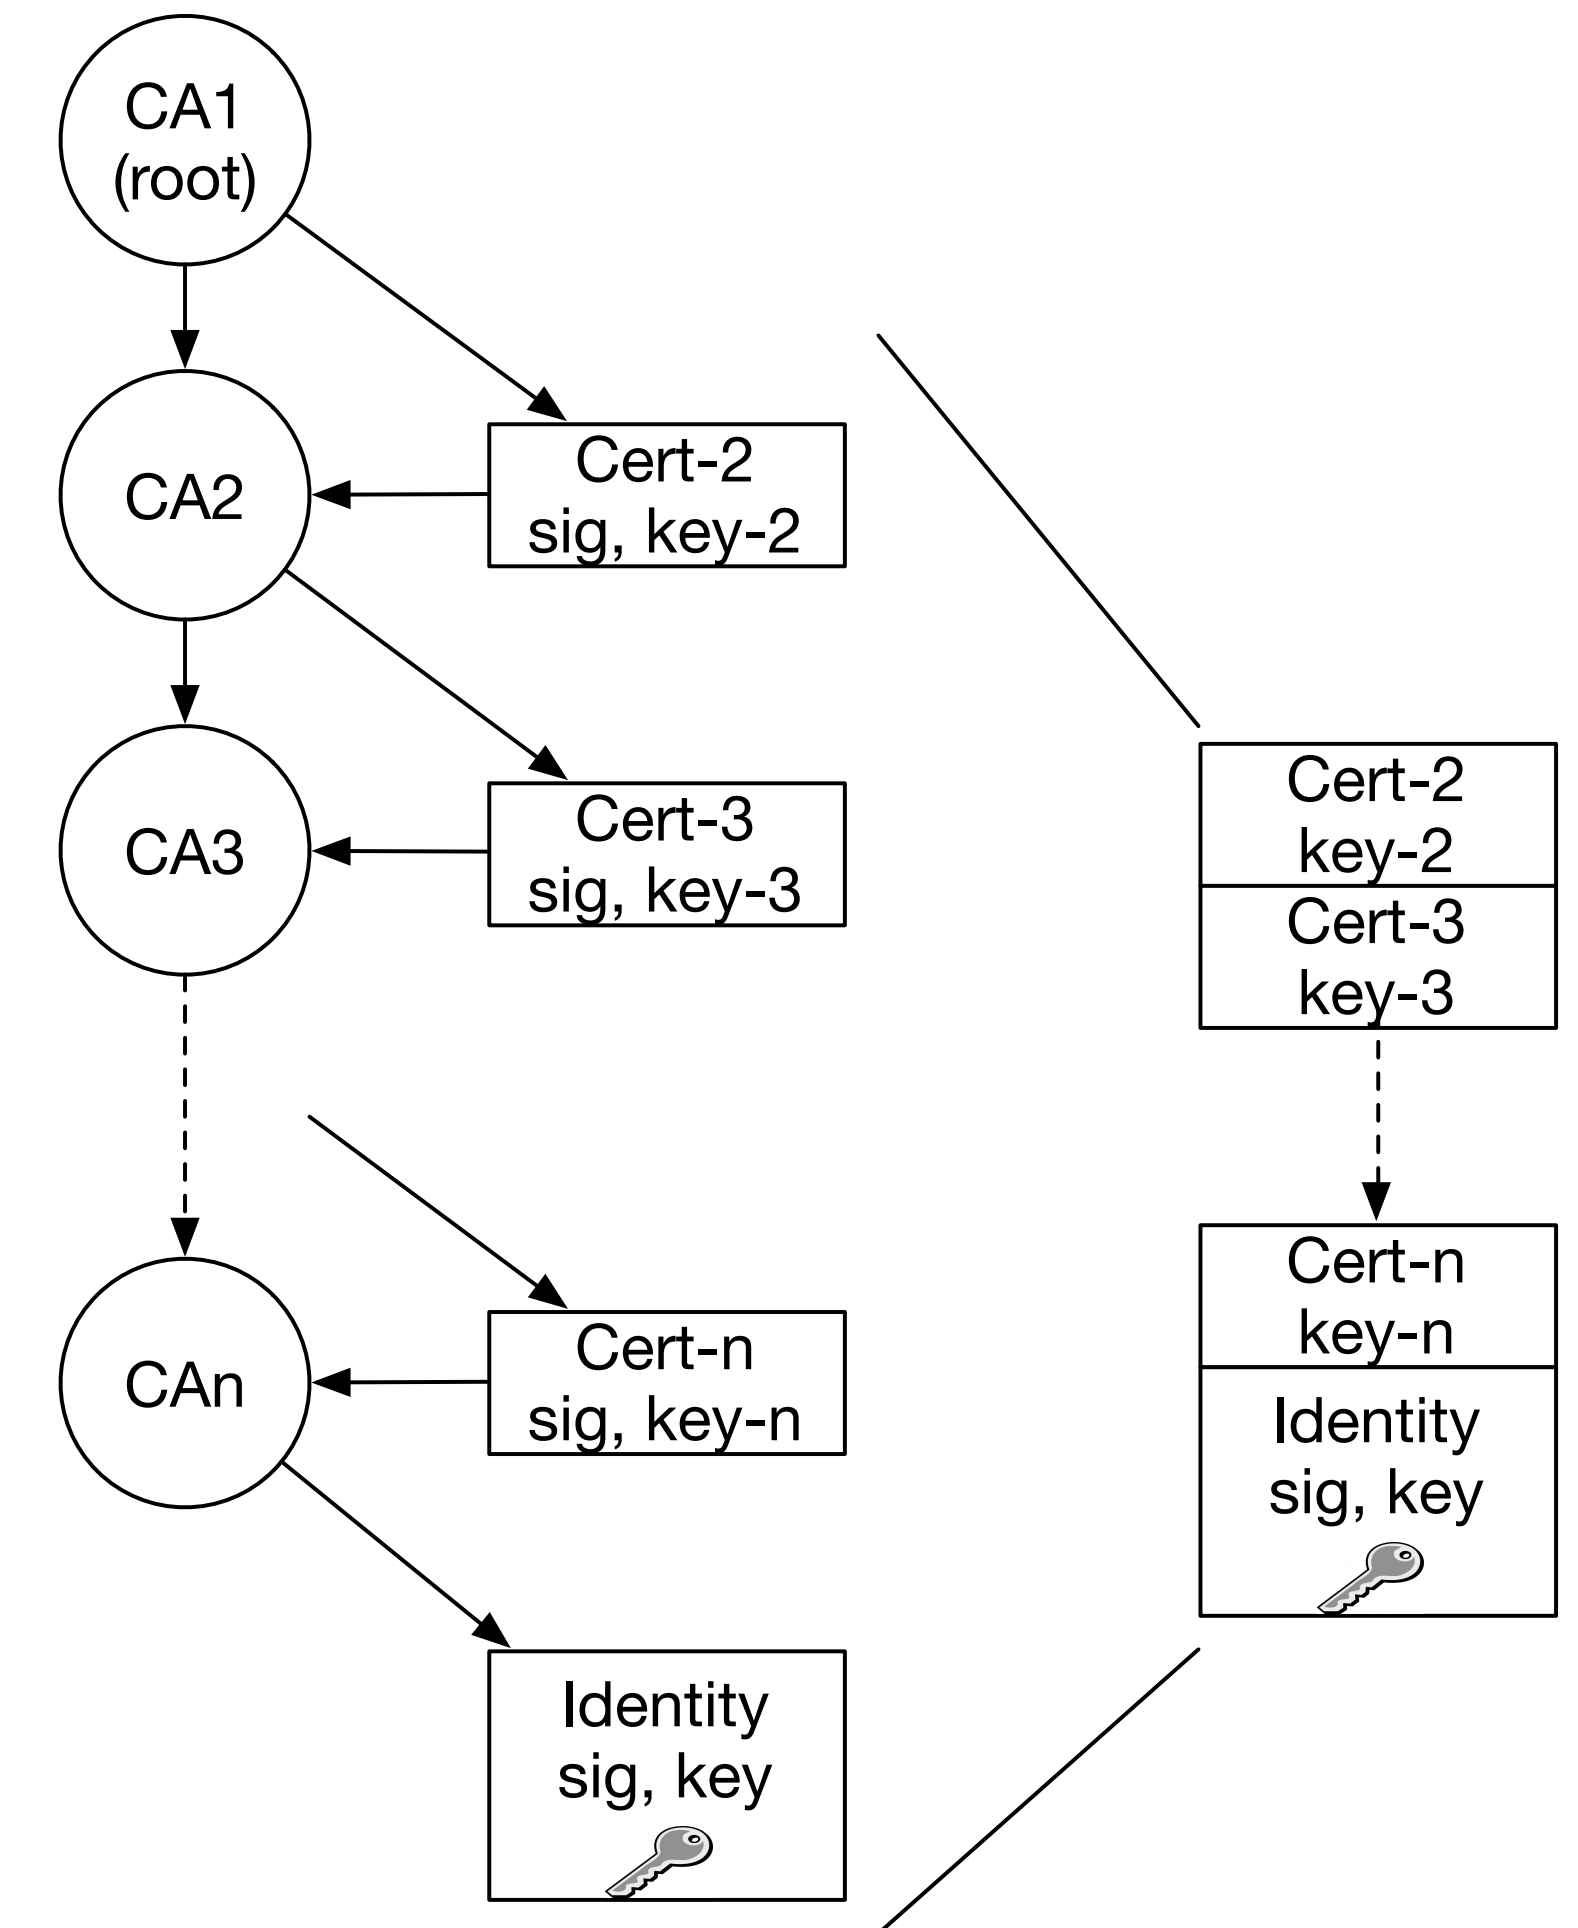 CA1
(root)
CA2
Cert-2
sig, key-2
CA3
Cert-3
sig, key-3
CAn
Cert-n
sig, key-n
Identity
sig, key
Cert-2
key-2
Cert-3
key-3
Cert-n
key-n
Identity
sig, key